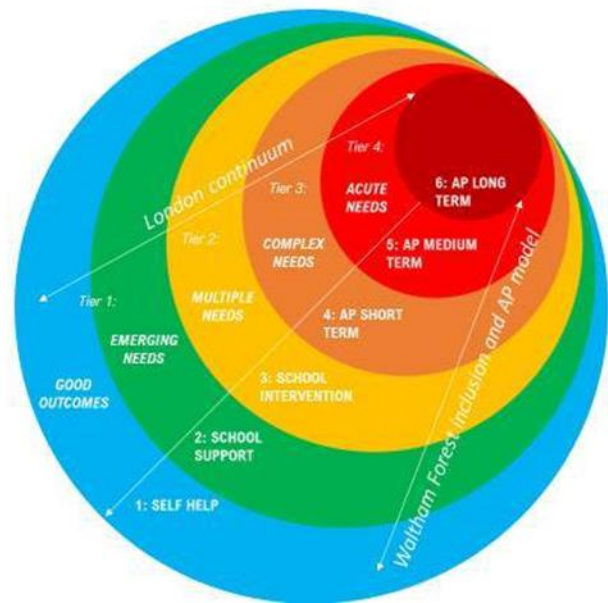 London continuum
Tier 4:
ACUTE
NEEDS
6: AP LONG
TERM
Tier 3:
COMPLEX
NEEDS
5: AP MEDIUM
TERM
Tier 2:
MULTIPLE NEEDS
4: AP SHORT
TERM
Tier 1:
EMERGING
NEEDS
3: SCHOOL
INTERVENTION
GOOD
OUTCOMES
2: SCHOOL
SUPPORT
1: SELF HELP
Waltham Forest inclusion and AP model